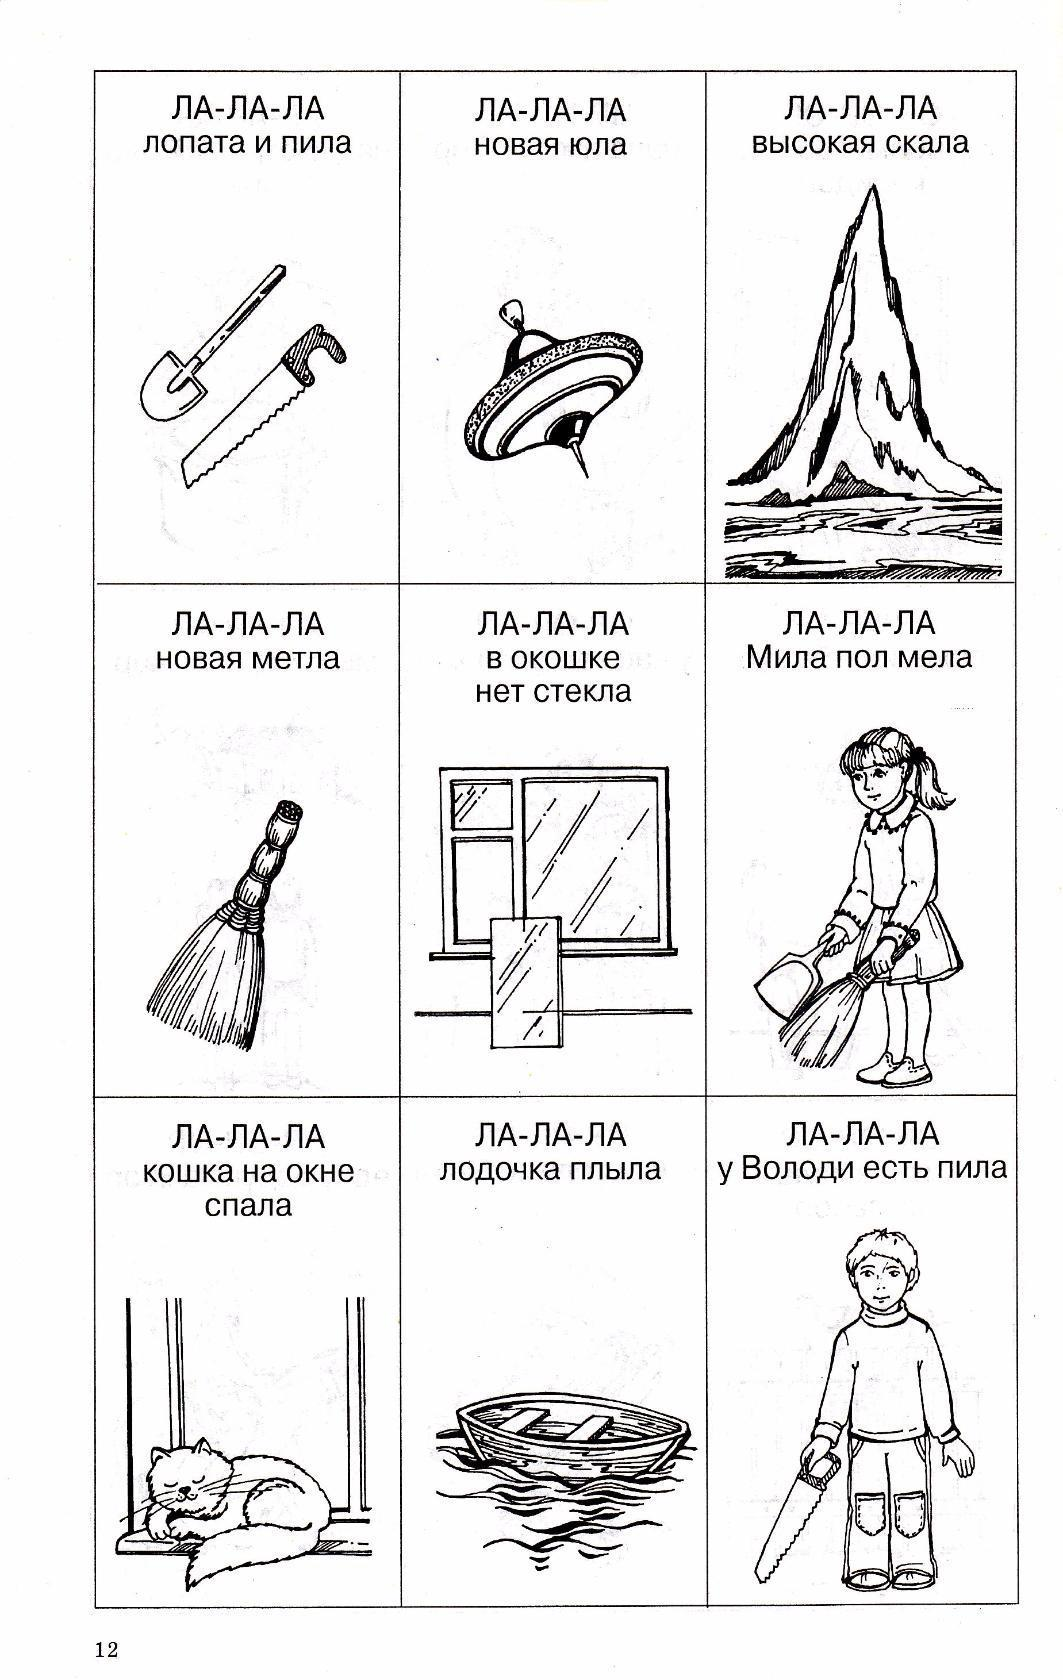 ЛА-ЛА-ЛА
лопата и пила
ЛА-ЛА-ЛА
новая юла
ЛА-ЛА-ЛА
высокая скала
ЛА-ЛА-ЛА
новая метла
ЛА-ЛА-ЛА
в окошке
нет стекла
ЛА-ЛА-ЛА
Мила пол мела
ЛА-ЛА-ЛА
кошка на окне
спала
ЛА-ЛА-ЛА
лодочка плыла
ЛА-ЛА-ЛА
у Володи есть пила
12